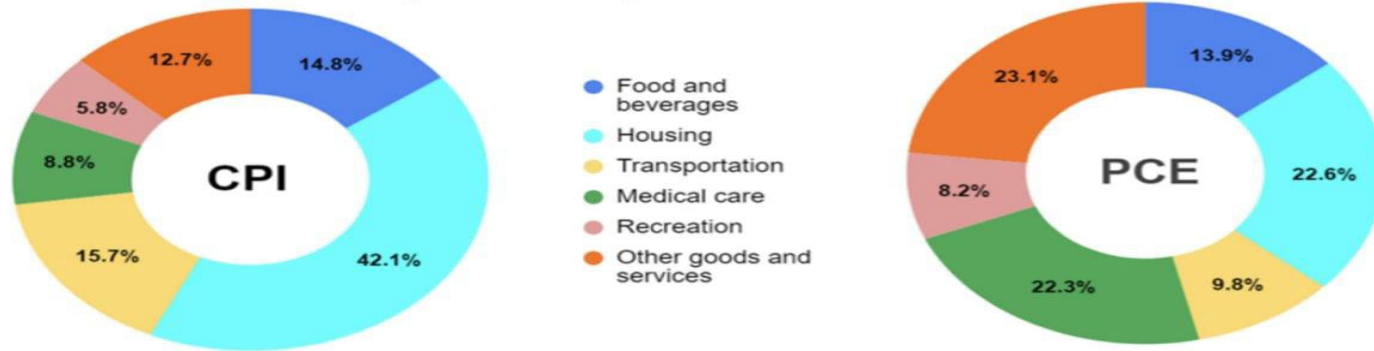 12.7%
14.8%
5.8%
8.8%
CPI
15.7%
42.1%
Food and
beverages
Housing
Transportation
Medical care
Recreation
Other goods and
services
23.1%
13.9%
8.2%
PCE
22.6%
22.3%
9.8%